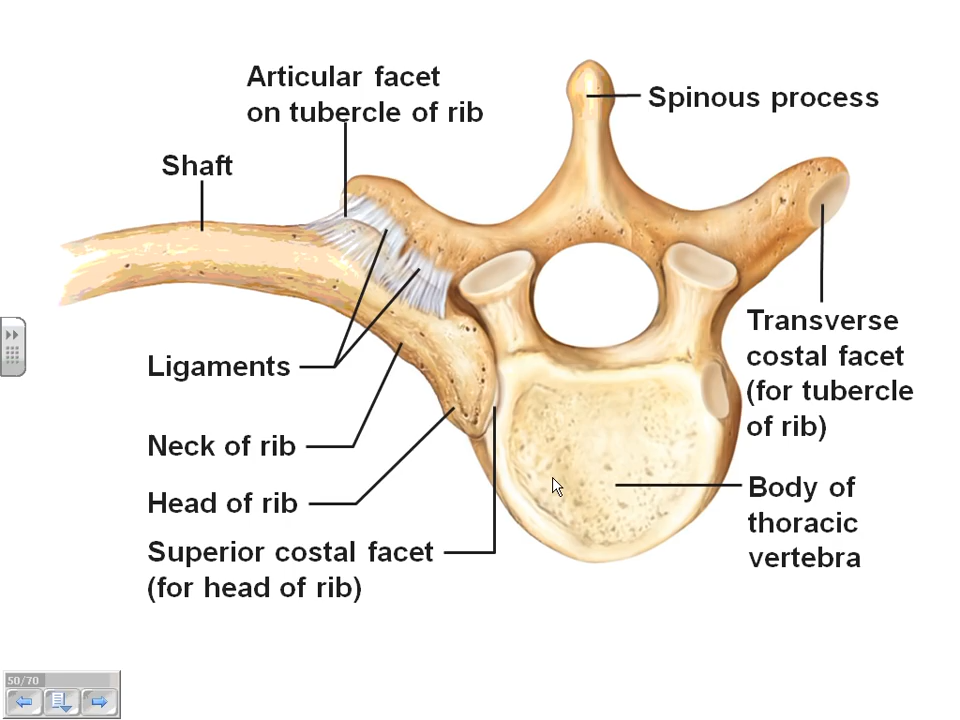 Articular facet
on tubercle of rib
Spinous process
Shaft
Transverse
costal facet
(for tubercle
of rib)
Ligaments
Neck of rib
Head of rib
Superior costal facet
(for head of rib)
Body of
thoracic
vertebra
50/70